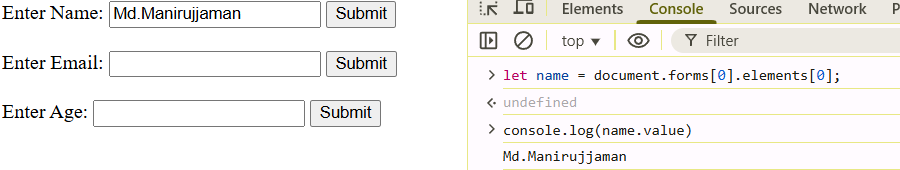 Enter Name: Md.Manirujjaman Submit
Enter Email: Submit
Enter Age: Submit
Elements Console Sources Network
top ▼ Filter
> let name = document.forms[0].elements[0];
<· undefined
> console.log(name.value)
Md.Manirujjaman